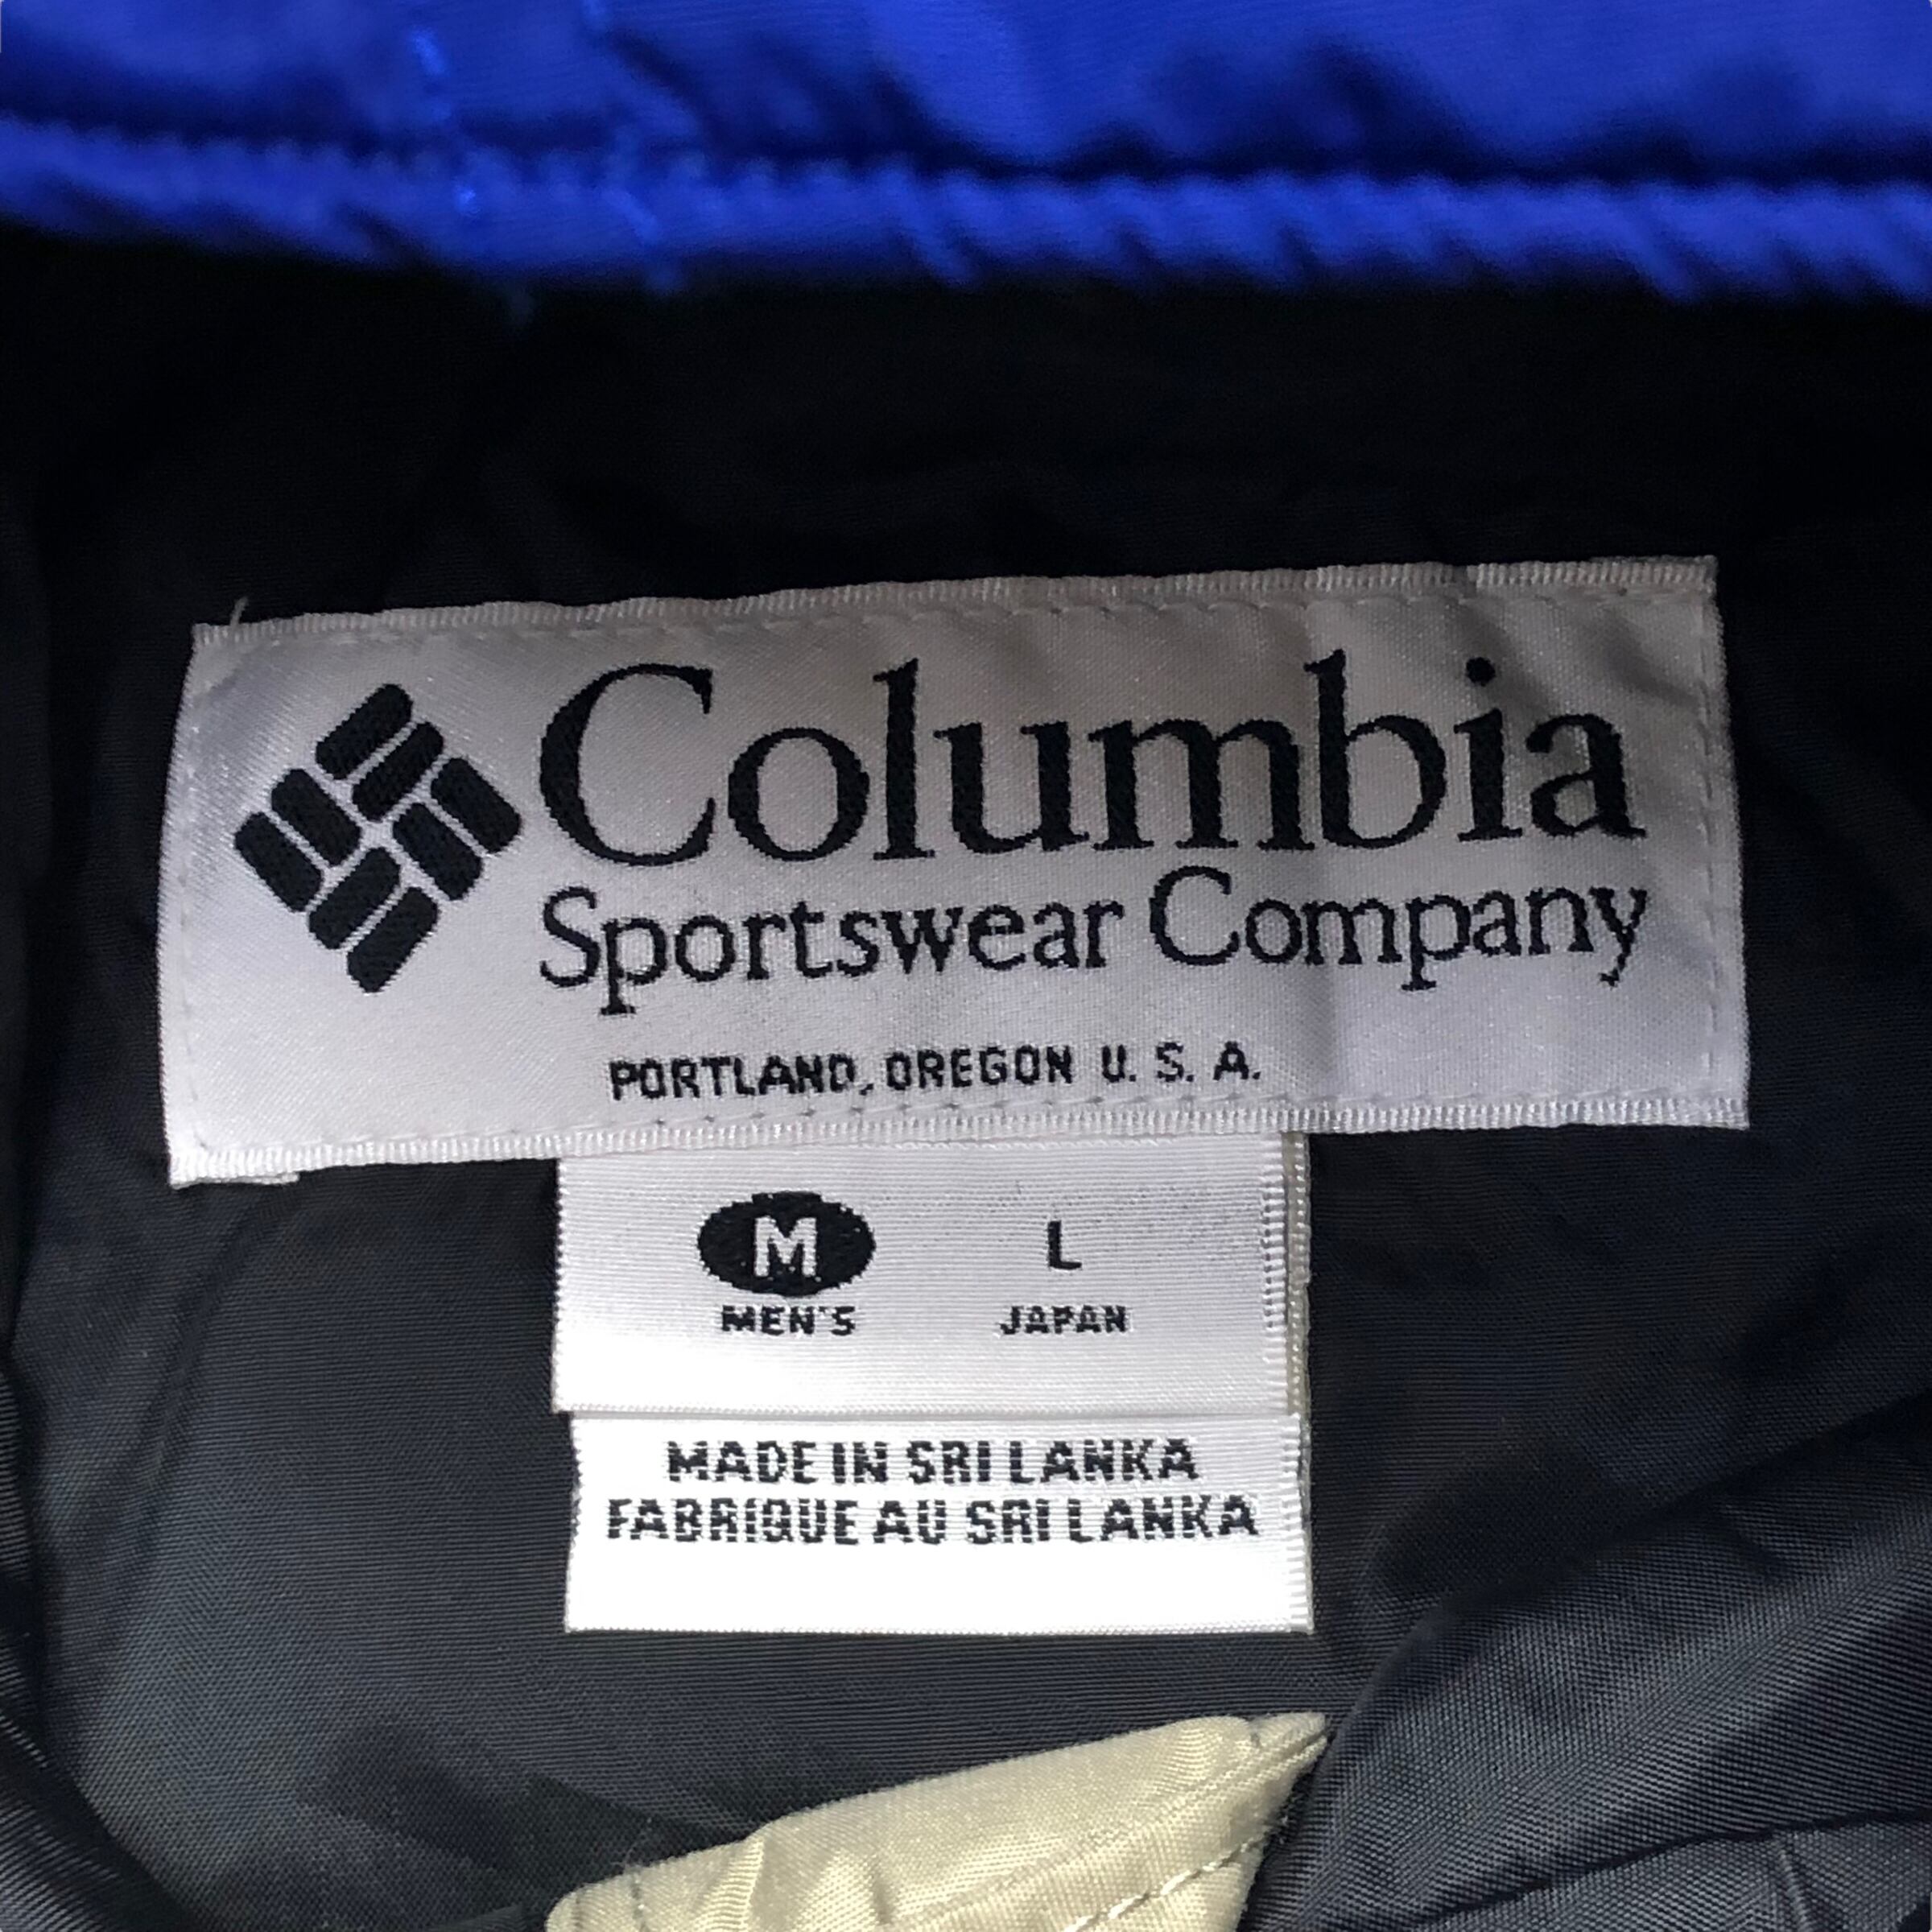 Columbia
Sportswear Company
PORTLAND, OREGON U. S. A.
M L
MEN'S JAPAN
MADE IN SRI LANKA
FABRIQUE AU SRI LANKA